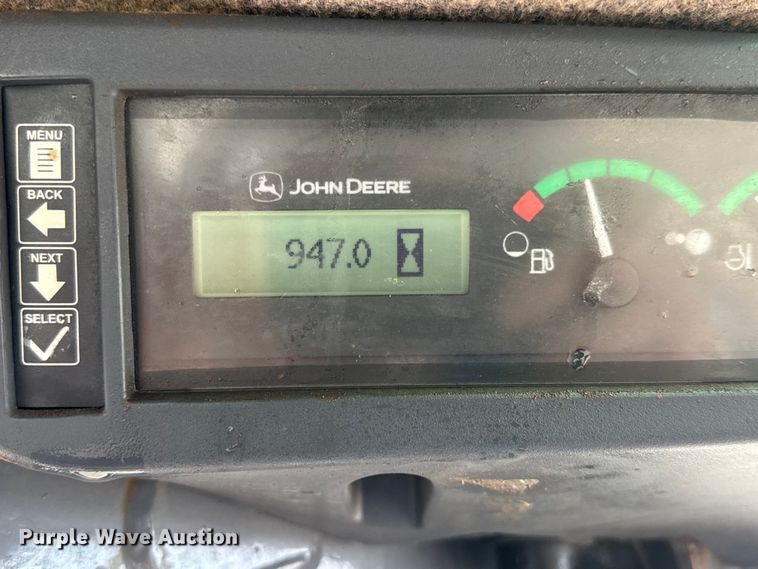 MENU
BACK
NEXT
SELECT
JOHN DEERE
947.0
Purple Wave Auction